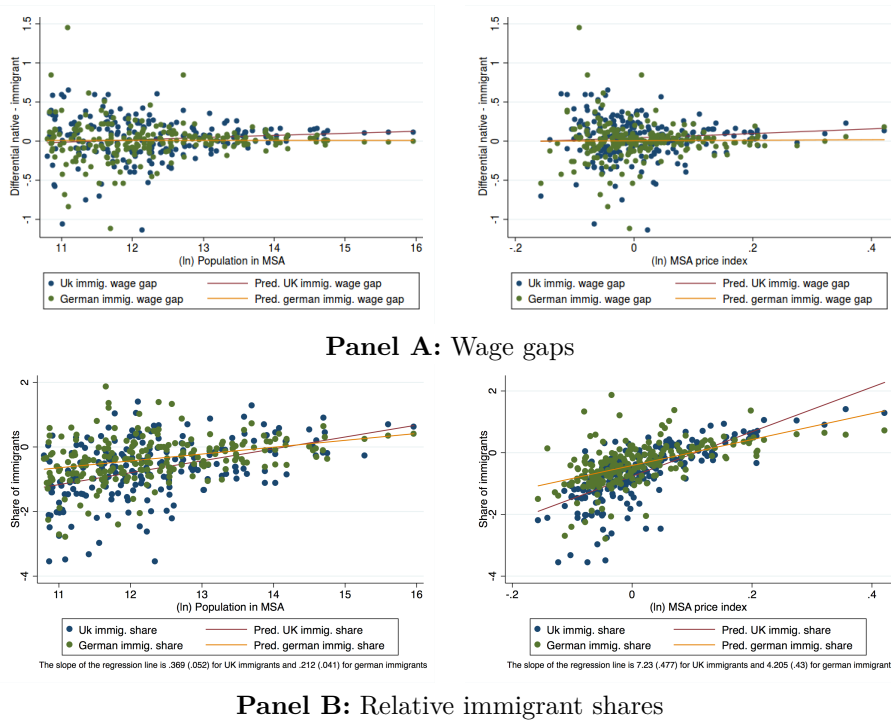 Differential native - immigrant
-1 -.5 0 .5 1 1.5
11 12 13 14 15 16
(ln) Population in MSA
Uk immig. wage gap Pred. UK immig. wage gap
German immig. wage gap Pred. german immig. wage gap
Differential native - immigrant
-1 -.5 0 .5 1 1.5
-.2 0 .2 .4
(ln) MSA price index
Uk immig. wage gap Pred. UK immig. wage gap
German immig. wage gap Pred. german immig. wage gap
Panel A: Wage gaps
Share of immigrants
-4 -2 0 2
11 12 13 14 15 16
(ln) Population in MSA
Uk immig. share Pred. UK immig. share
German immig. share Pred. german immig. share
The slope of the regression line is .369 (.052) for UK immigrants and .212 (.041) for german immigrants
Share of immigrants
-4 -2 0 2
-.2 0 .2 .4
(ln) MSA price index
Uk immig. share Pred. UK immig. share
German immig. share Pred. german immig. share
The slope of the regression line is 7.23 (.477) for UK immigrants and 4.205 (.43) for german immigrant
Panel B: Relative immigrant shares